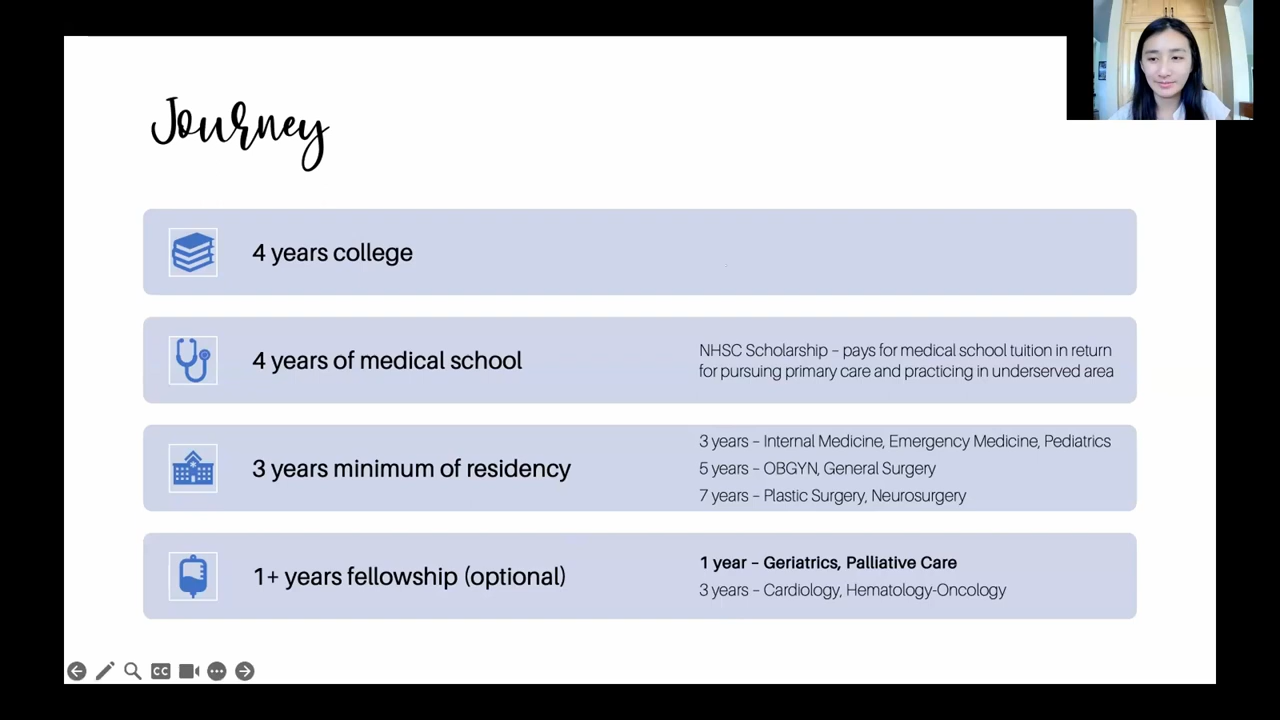 Journey
4 years college
4 years of medical school
NHSC Scholarship – pays for medical school tuition in return
for pursuing primary care and practicing in underserved area
3 years minimum of residency
3 years – Internal Medicine, Emergency Medicine, Pediatrics
5 years – OBGYN, General Surgery
7 years – Plastic Surgery, Neurosurgery
1+ years fellowship (optional)
1 year – Geriatrics, Palliative Care
3 years – Cardiology, Hematology-Oncology
CC